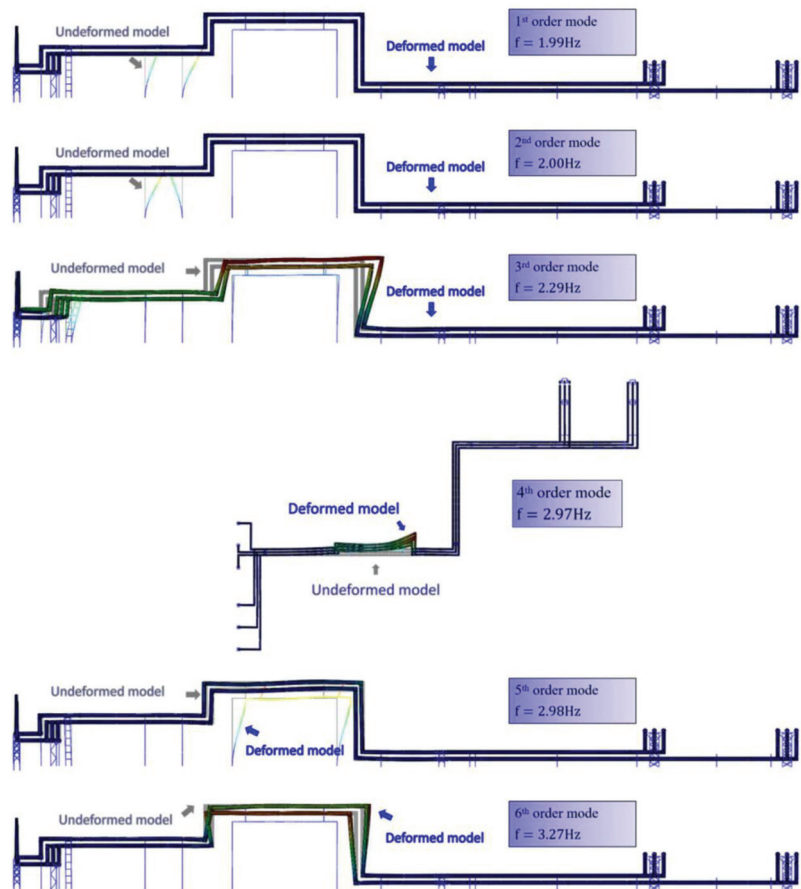 Undeformed model
Deformed model
1st order mode
f = 1.99Hz
Undeformed model
Deformed model
2nd order mode
f = 2.00Hz
Undeformed model
Deformed model
3rd order mode
f = 2.29Hz
Deformed model
Undeformed model
4th order mode
f = 2.97Hz
Undeformed model
Deformed model
5th order mode
f = 2.98Hz
Undeformed model
Deformed model
6th order mode
f = 3.27Hz